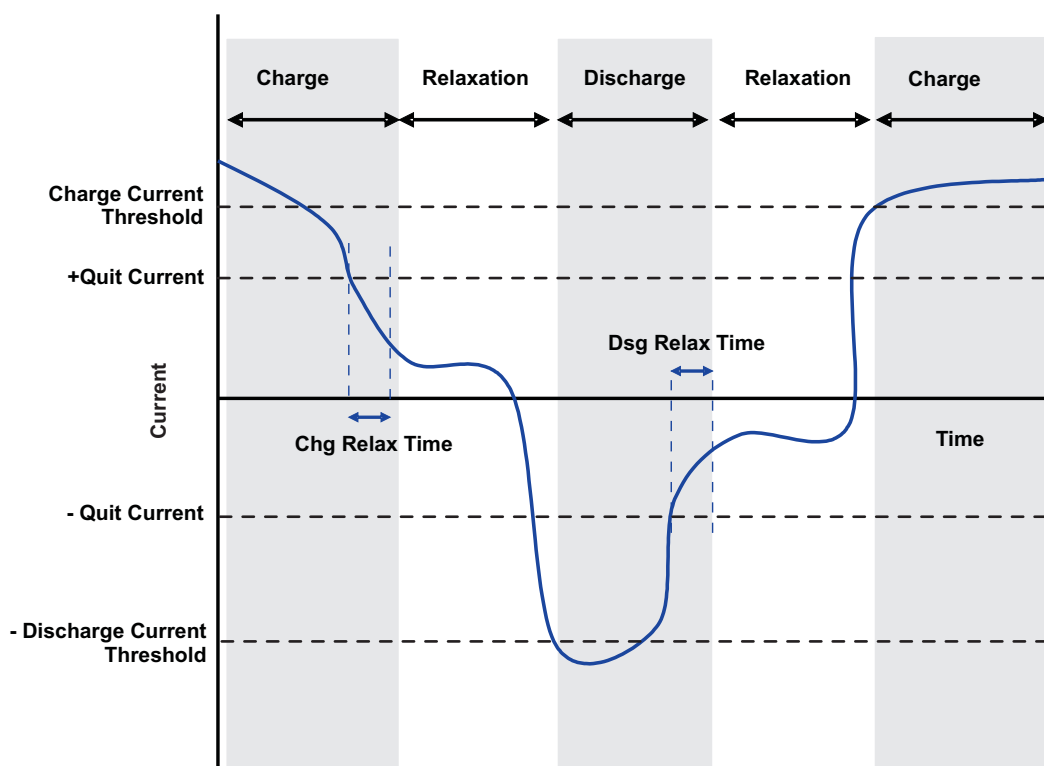 Charge
Relaxation
Discharge
Relaxation
Charge
Charge Current
Threshold
+Quit Current
Dsg Relax Time
Current
Chg Relax Time
Time
- Quit Current
- Discharge Current
Threshold